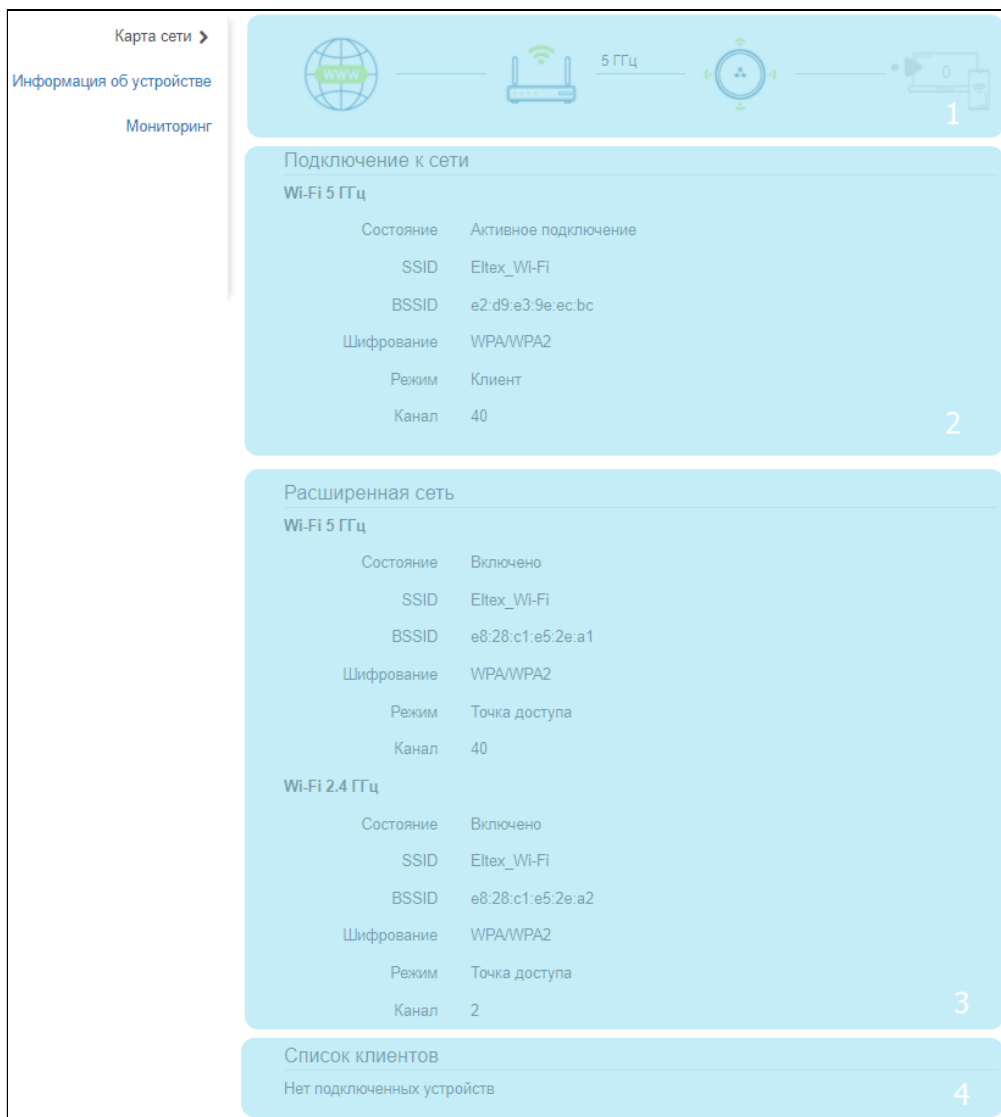 Карта сети
Информация об устройстве
Мониторинг
WWW
5 ГГц
0
1
Подключение к сети
Wi-Fi 5 ГГц
Состояние Активное подключение
SSID Eltex_Wi-Fi
BSSID e2:d9:e3:9e:ec:bc
Шифрование WPA/WPA2
Режим Клиент
Канал 40
2
Расширенная сеть
Wi-Fi 5 ГГц
Состояние Включено
SSID Eltex_Wi-Fi
BSSID e8:28:c1:e5:2e:a1
Шифрование WPA/WPA2
Режим Точка доступа
Канал 40
Wi-Fi 2.4 ГГц
Состояние Включено
SSID Eltex_Wi-Fi
BSSID e8:28:c1:e5:2e:a2
Шифрование WPA/WPA2
Режим Точка доступа
Канал 2
3
Список клиентов
Нет подключенных устройств
4